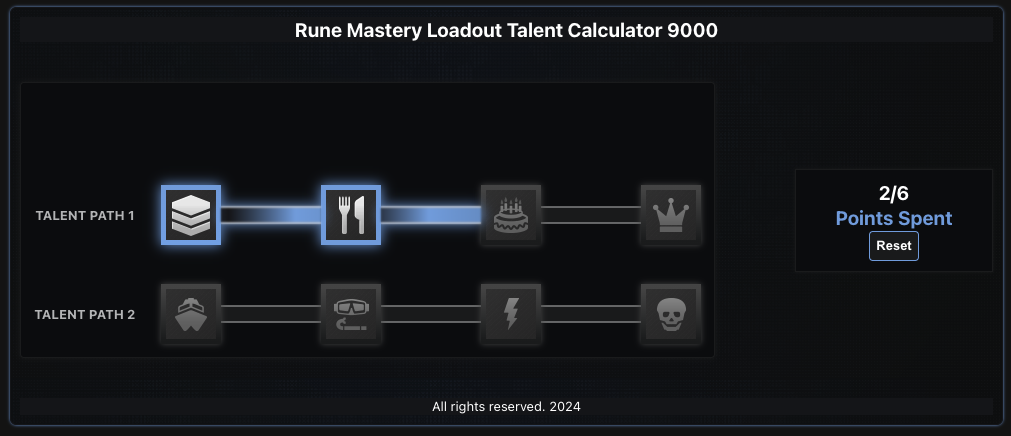 Rune Mastery Loadout Talent Calculator 9000
TALENT PATH 1
2/6
Points Spent
Reset
TALENT PATH 2
All rights reserved. 2024